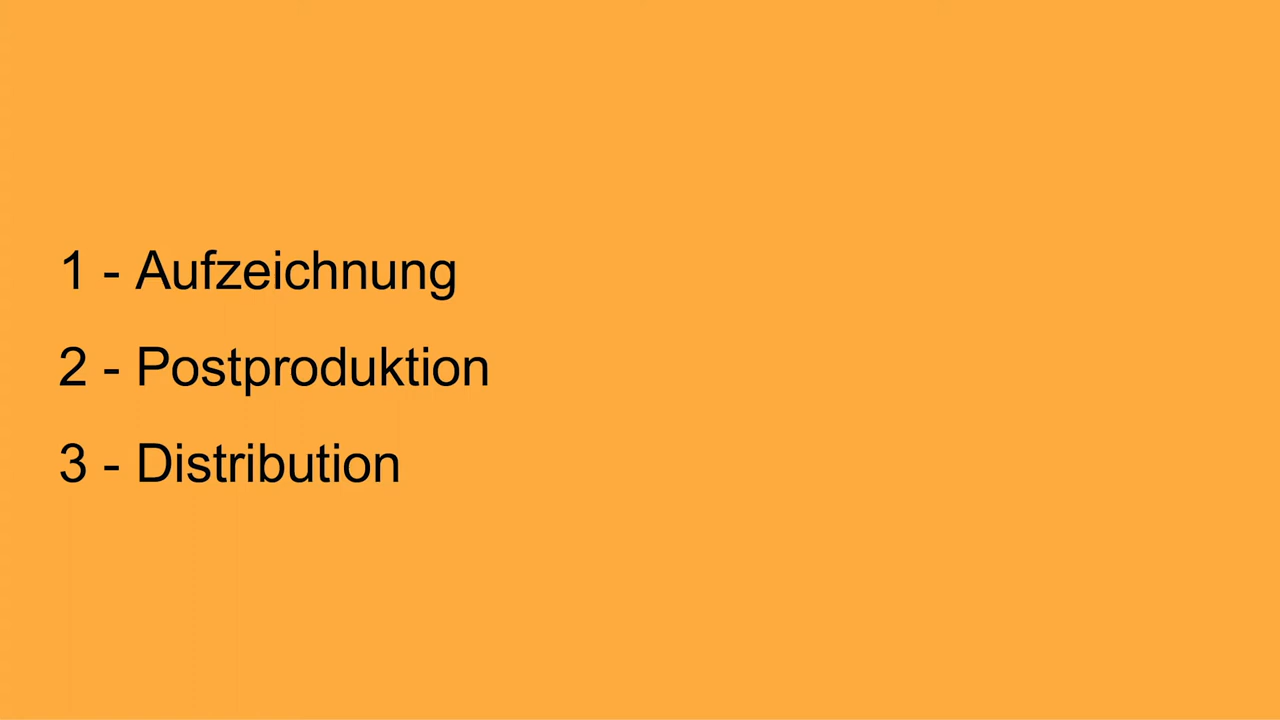 1 - Aufzeichnung
2 - Postproduktion
3 - Distribution